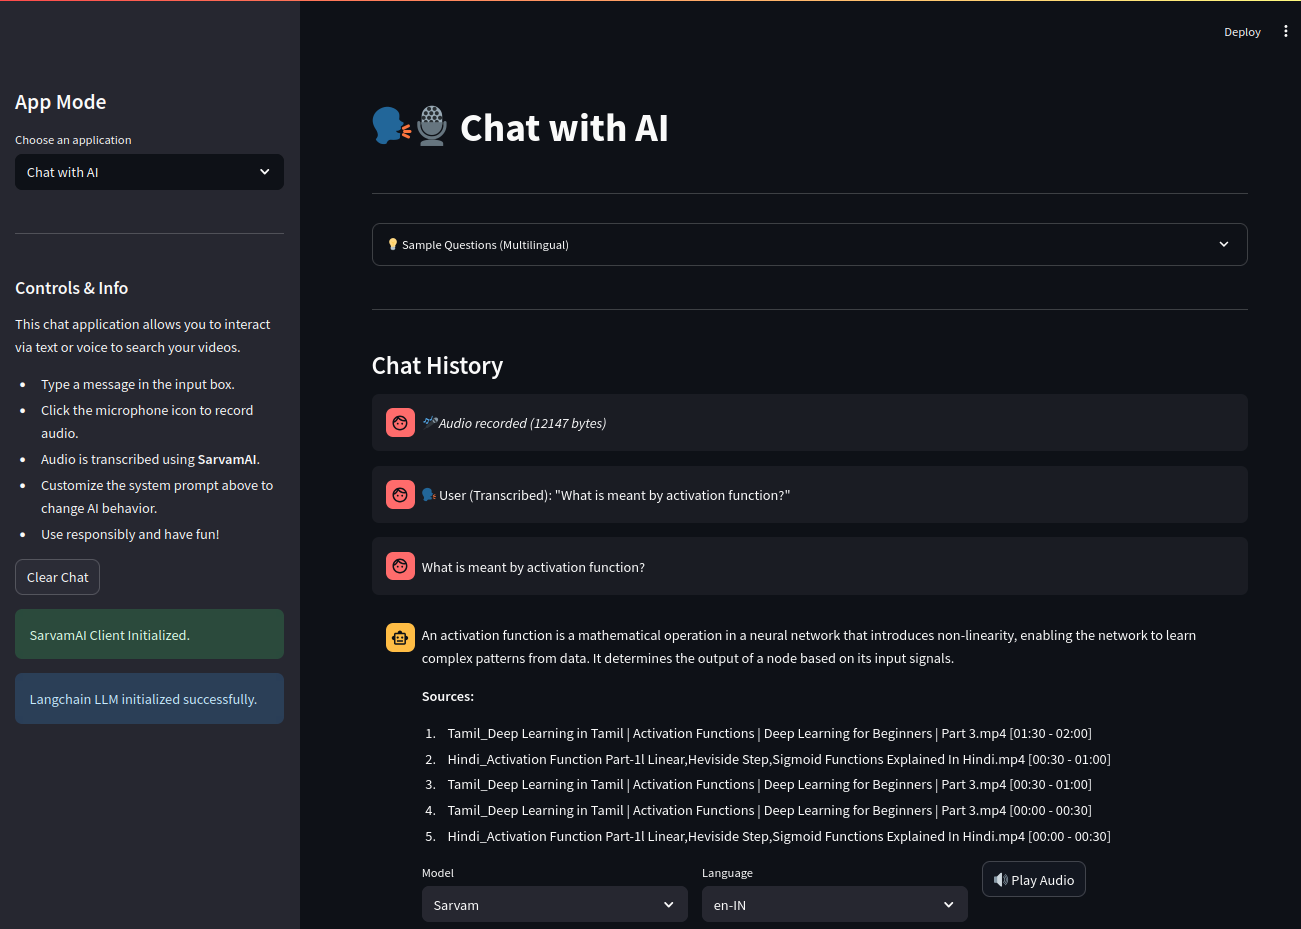 Deploy
App Mode
Choose an application
Chat with AI
Controls & Info
This chat application allows you to interact
via text or voice to search your videos.
Type a message in the input box.
Click the microphone icon to record
audio.
Audio is transcribed using SarvamAI.
Customize the system prompt above to
change AI behavior.
Use responsibly and have fun!
Clear Chat
SarvamAI Client Initialized.
Langchain LLM initialized successfully.
Chat with AI
Sample Questions (Multilingual)
Chat History
Audio recorded (12147 bytes)
User (Transcribed): "What is meant by activation function?"
What is meant by activation function?
An activation function is a mathematical operation in a neural network that introduces non-linearity, enabling the network to learn
complex patterns from data. It determines the output of a node based on its input signals.
Sources:
1. Tamil_Deep Learning in Tamil | Activation Functions | Deep Learning for Beginners | Part 3.mp4 [01:30 - 02:00]
2. Hindi_Activation Function Part-1l Linear,Heviside Step,Sigmoid Functions Explained In Hindi.mp4 [00:30 - 01:00]
3. Tamil_Deep Learning in Tamil | Activation Functions | Deep Learning for Beginners | Part 3.mp4 [00:30 - 01:00]
4. Tamil_Deep Learning in Tamil | Activation Functions | Deep Learning for Beginners | Part 3.mp4 [00:00 - 00:30]
5. Hindi_Activation Function Part-1l Linear,Heviside Step,Sigmoid Functions Explained In Hindi.mp4 [00:00 - 00:30]
Model
Language
Sarvam
en-IN
Play Audio